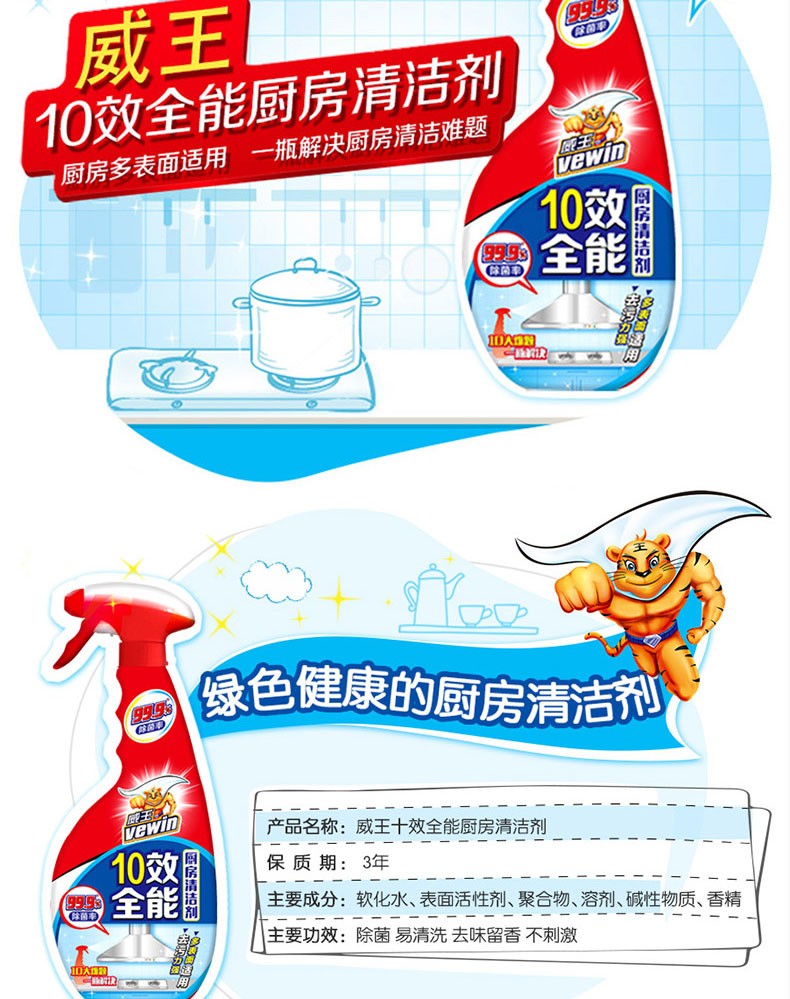 威王
10效全能厨房清洁剂
厨房多表面适用 一瓶解决厨房清洁难题
99.9%
除菌率
威王
vewin
10效
全能
厨房清洁剂
99.9%
除菌率
多表面适用
去污力强
10大难题
一瓶解决
王
绿色健康的厨房清洁剂
99.9%
除菌率
威王
vewin
10效
全能
厨房清洁剂
99.9%
除菌率
多表面适用
去污力强
10大难题
一瓶解决
产品名称：威王十效全能厨房清洁剂
保 质 期：3年
主要成分：软化水、表面活性剂、聚合物、溶剂、碱性物质、香精
主要功效：除菌 易清洗 去味留香 不刺激